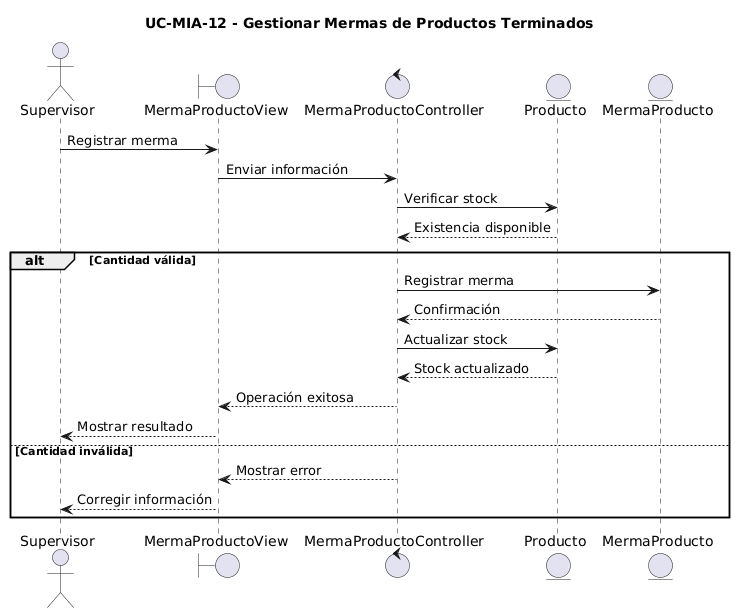 UC-MIA-12 - Gestionar Mermas de Productos Terminados
Supervisor MermaProductoView MermaProductoController Producto MermaProducto
Registrar merma
Enviar información
Verificar stock
Existencia disponible
alt [Cantidad válida]
Registrar merma
Confirmación
Actualizar stock
Stock actualizado
Operación exitosa
Mostrar resultado
[Cantidad inválida]
Mostrar error
Corregir información
Supervisor MermaProductoView MermaProductoController Producto MermaProducto